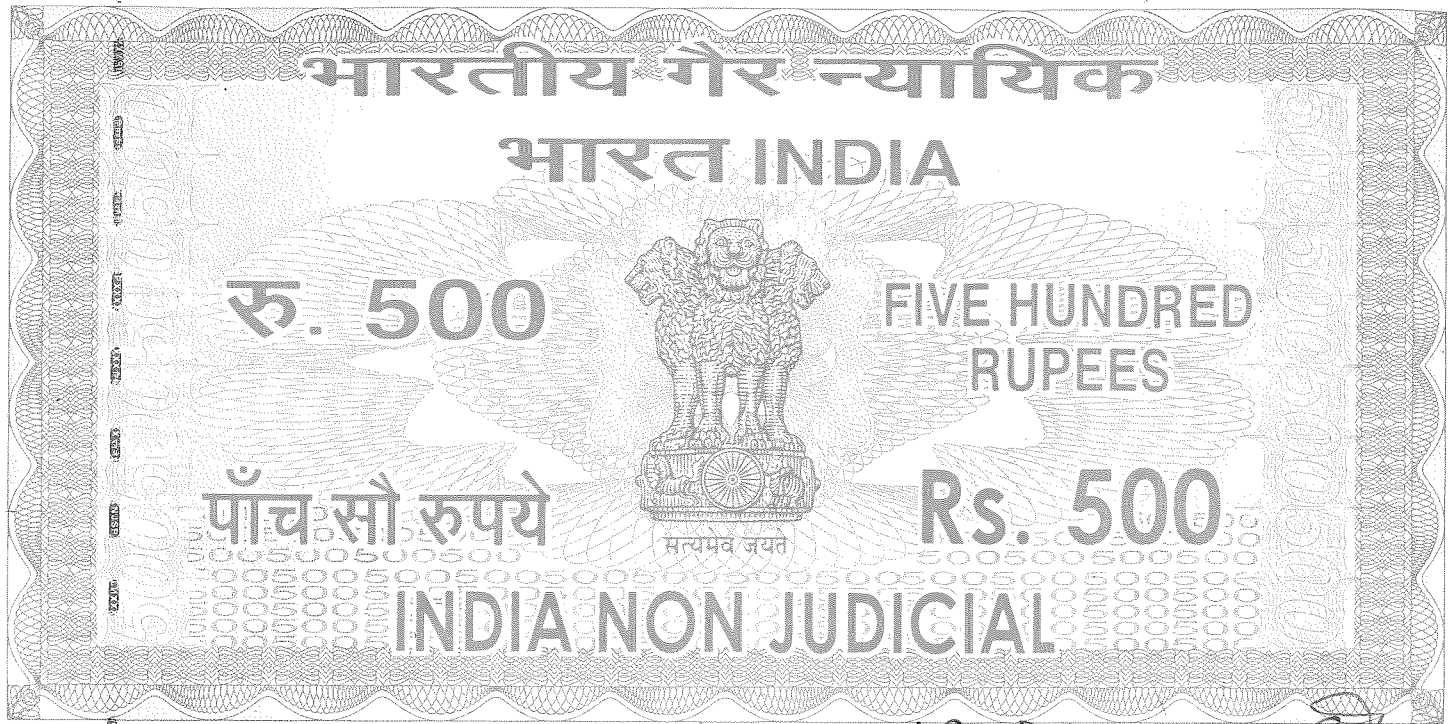 भारतीय गैर न्यायिक
भारत INDIA
रु. 500
FIVE HUNDRED
RUPEES
पाँच सौ रुपये
Rs. 500
सत्यमेव जयते
INDIA NON JUDICIAL